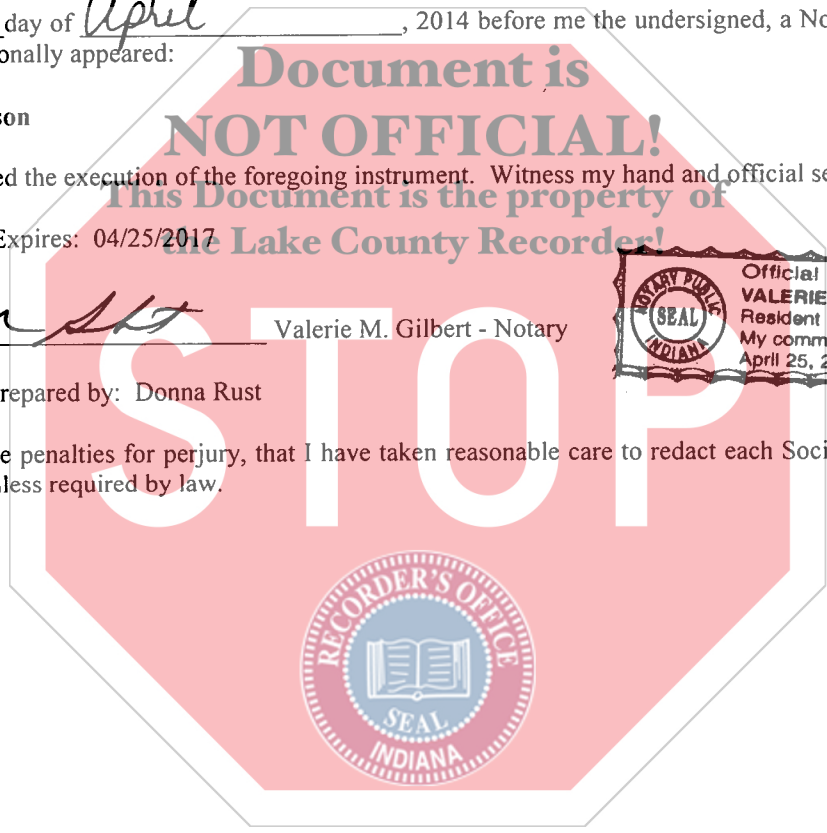 day of April, 2014 before me the undersigned, a No
onally appeared:
Document is
NOT OFFICIAL!
son
ed the execution of the foregoing instrument. Witness my hand and official se
This Document is the property of
the Lake County Recorder!
Expires: 04/25/2017
Official
VALERIE
Resident
My comm
April 25, 2
NOTARY PUBLIC
SEAL
INDIANA
Valerie M. Gilbert - Notary
STOP
repared by: Donna Rust
e penalties for perjury, that I have taken reasonable care to redact each Soci
less required by law.
RECORDER'S OFFICE
SEAL
INDIANA